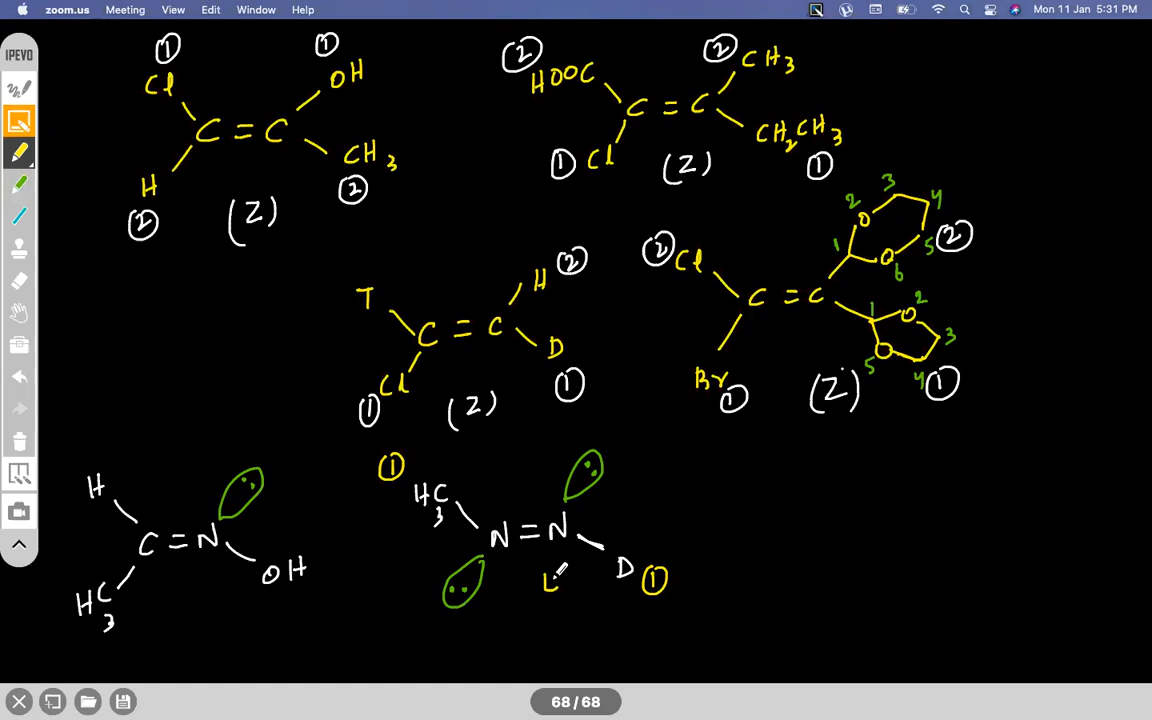 zoom.us Meeting View Edit Window Help Mon 11 Jan 5:31 PM
IPEVO
① ①
Cl OH
C = C
H CH3
② ②
(Z)
② ②
HOOC CH3
C = C
Cl CH2CH3
① (Z) ①
T H ②
C = C
Cl D
① (Z) ①
② Cl
C = C
Br ①
1 2 O 3 4 5 O 6 ②
1 2 O 3 4 5 O ①
(Z)
H
C = N
H3C OH
①
H3C
N = N
D ①
L
68 / 68